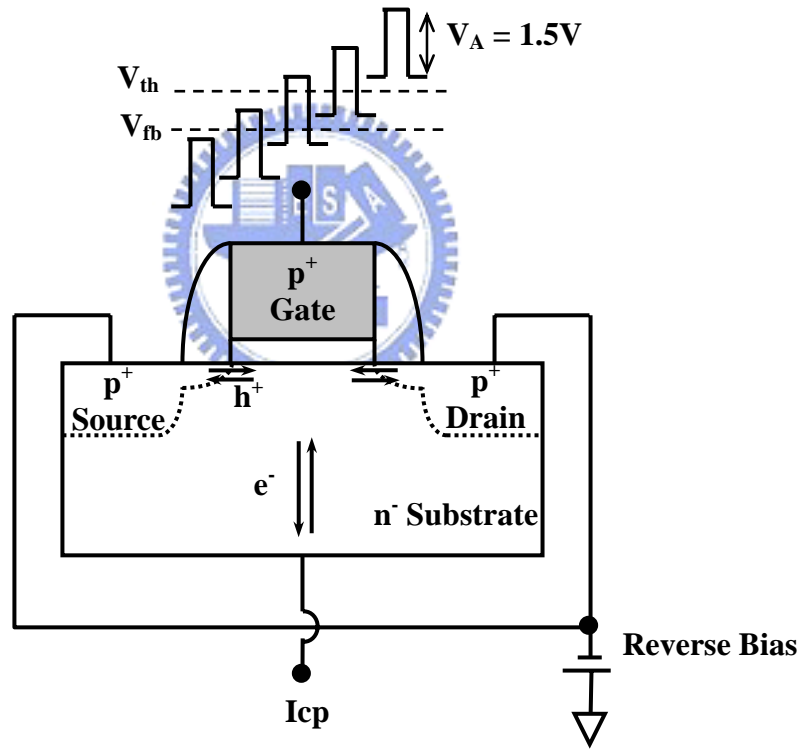 V_A = 1.5V
V_th
V_fb
E S A
p⁺
Gate
p⁺
Source
h⁺
p⁺
Drain
e⁻
n⁻ Substrate
Reverse Bias
Icp